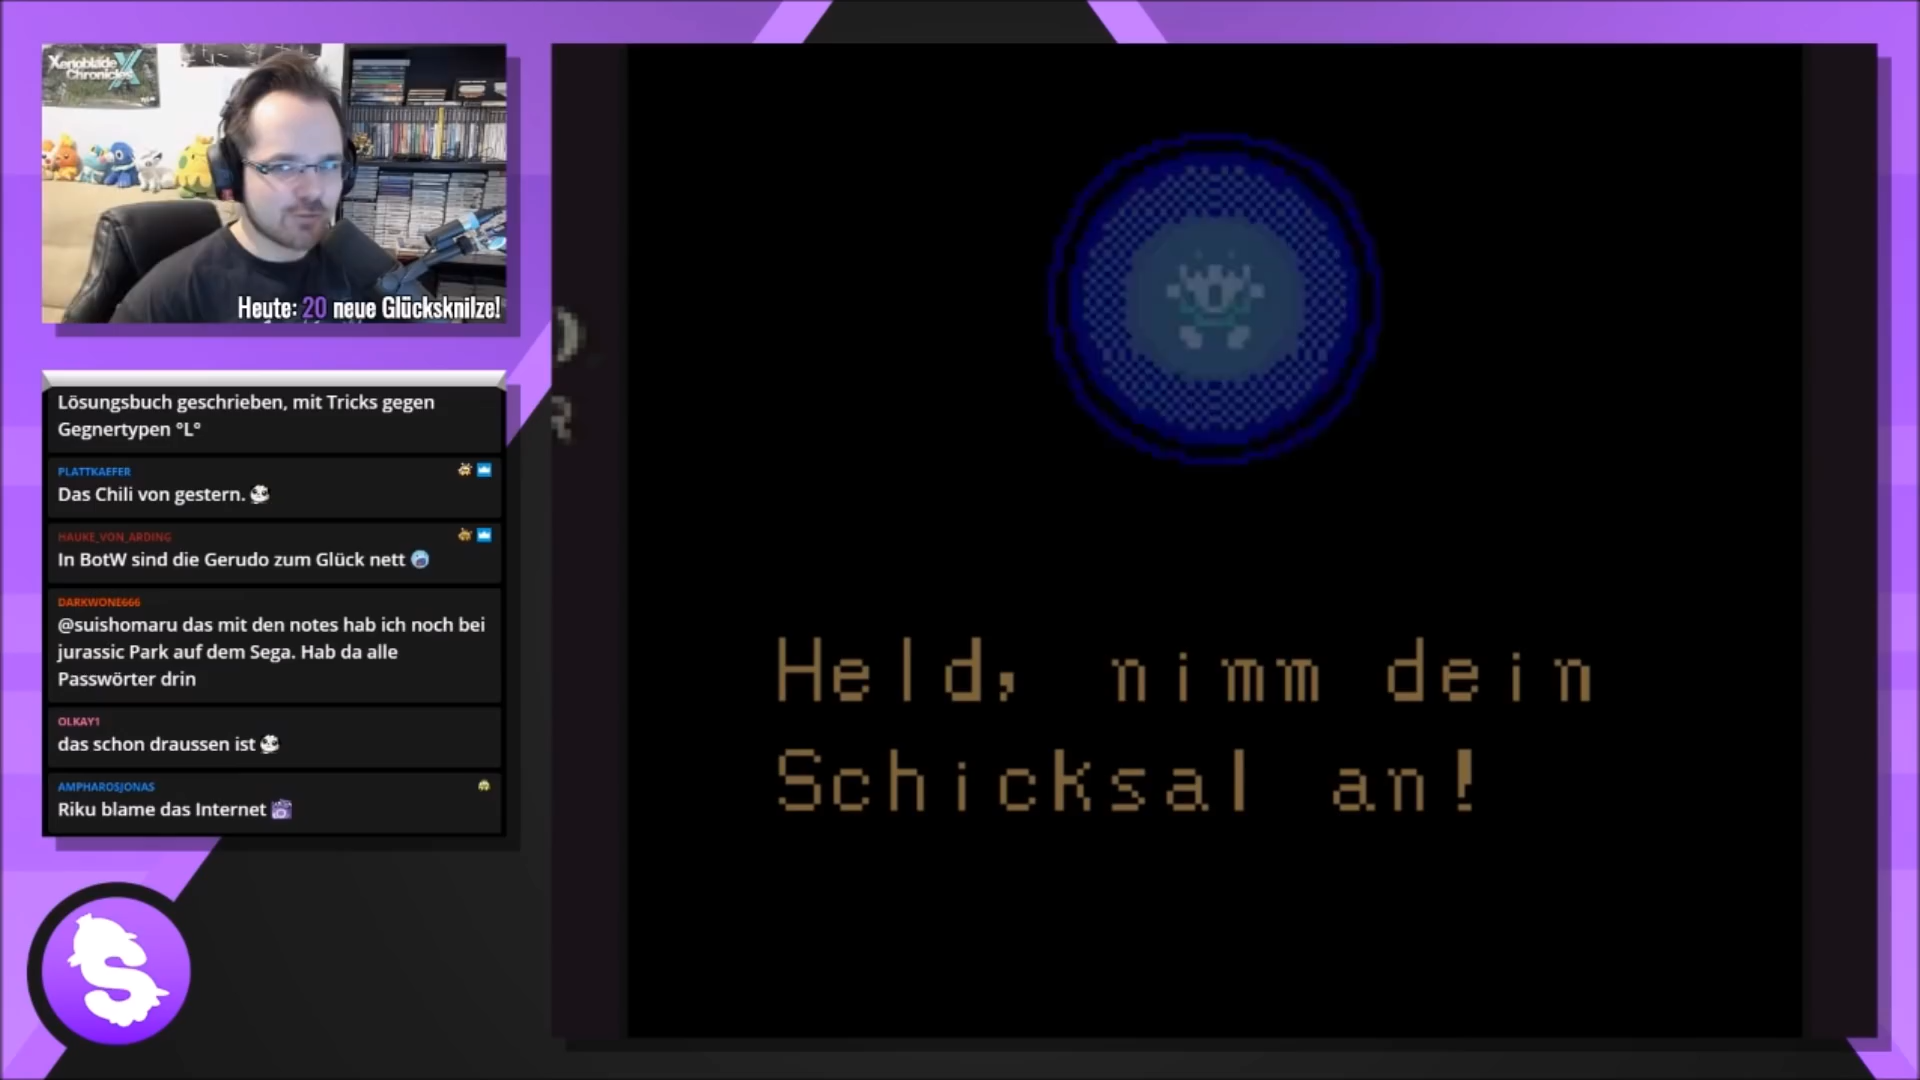 Xenoblade
Chronicles X
Heute: 20 neue Glücksknilze!
Lösungsbuch geschrieben, mit Tricks gegen
Gegnertypen °L°
PLATTKAEFER
Das Chili von gestern.
HAUKE_VON_ARDING
In BotW sind die Gerudo zum Glück nett
DARKWONE666
@suishomaru das mit den notes hab ich noch bei
jurassic Park auf dem Sega. Hab da alle
Passwörter drin
OLKAY1
das schon draussen ist
AMPHAROSJONAS
Riku blame das Internet
S
Held, nimm dein
Schicksal an!